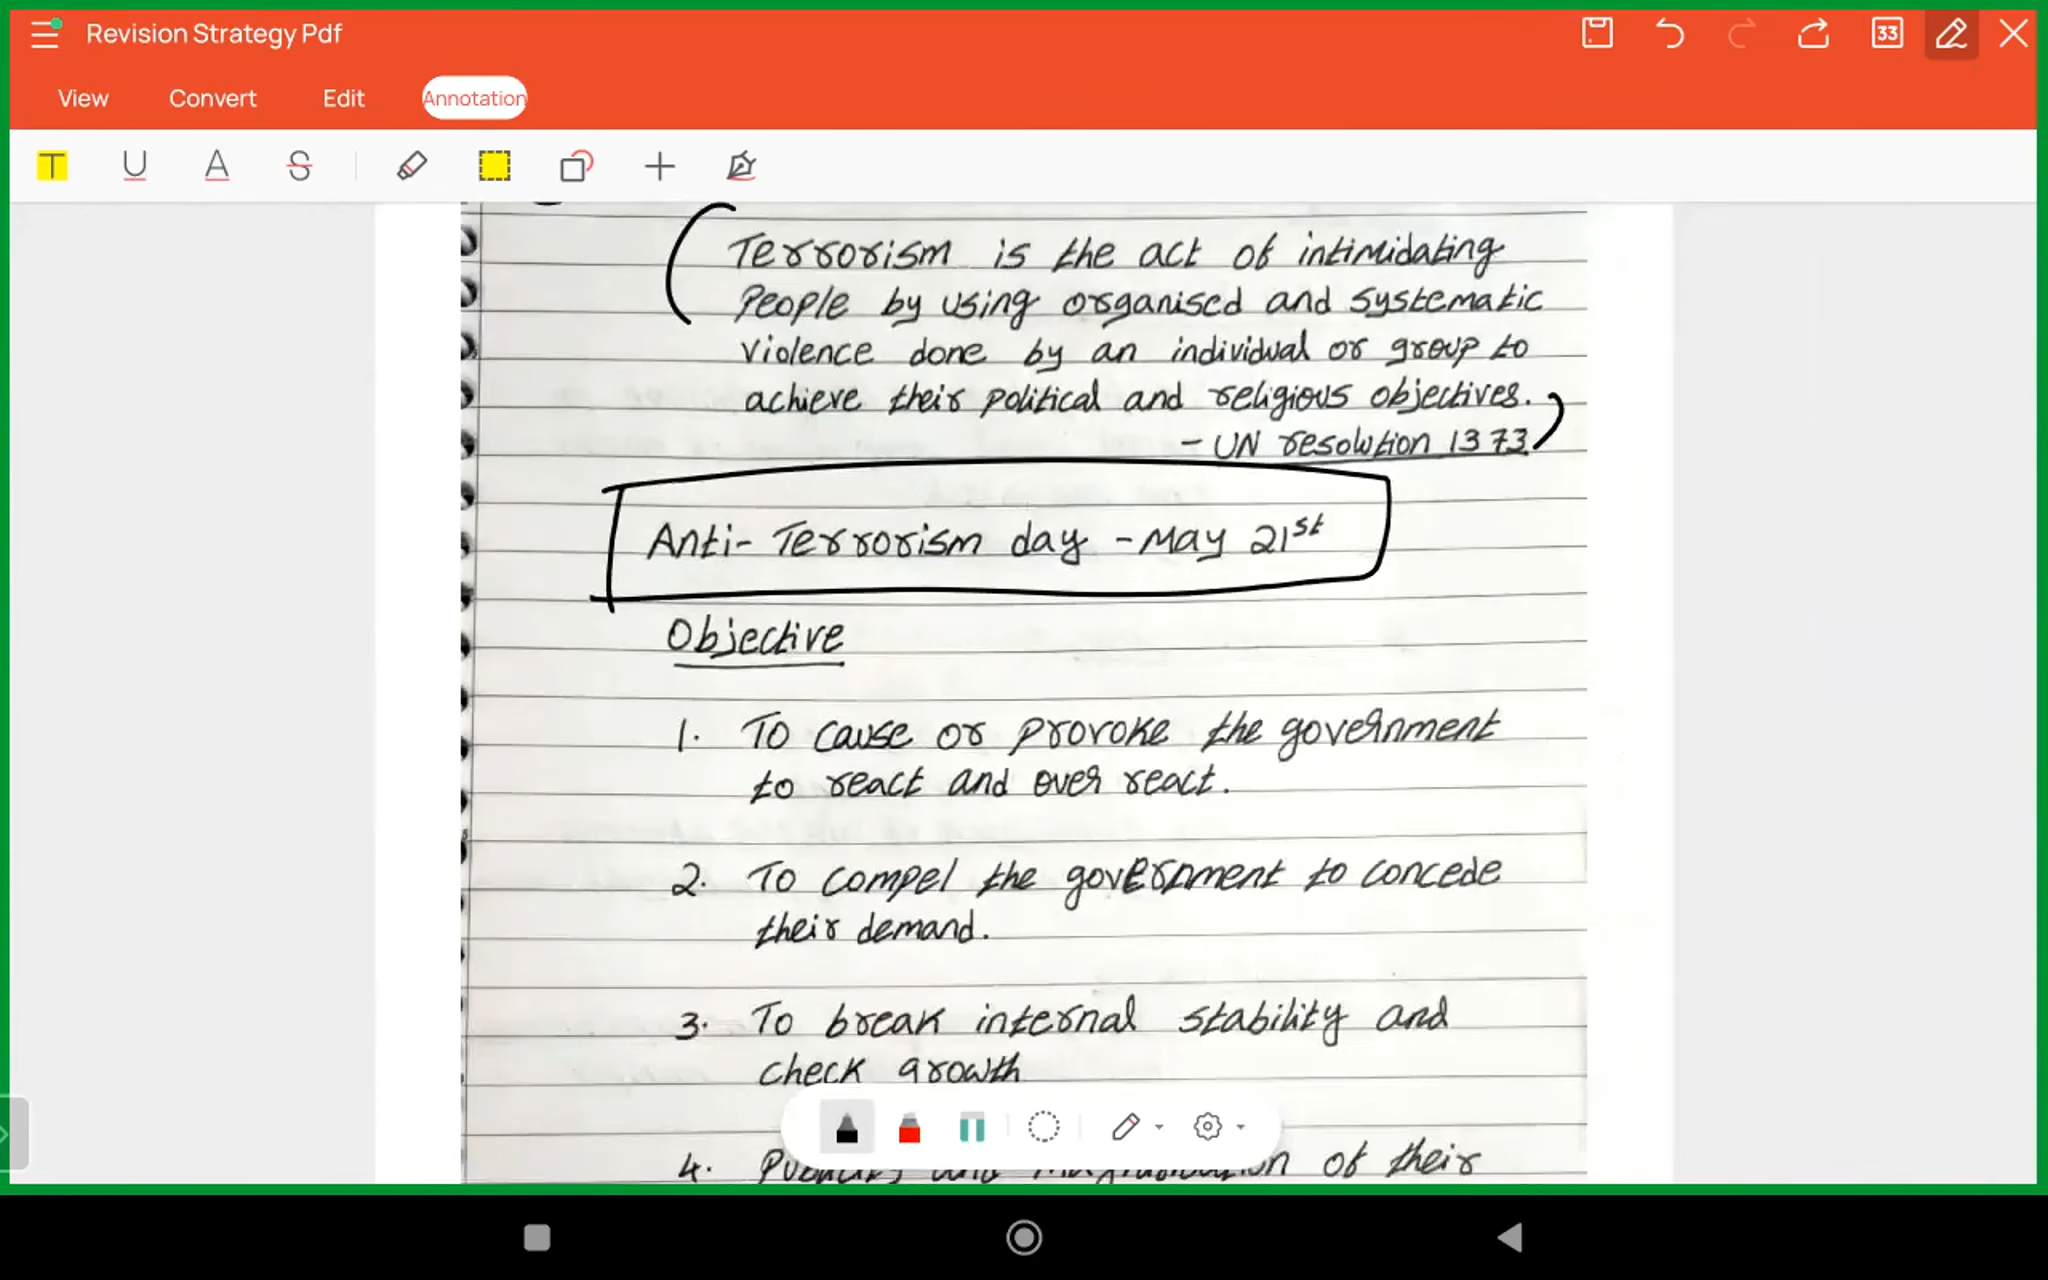 Revision Strategy Pdf
33
View Convert Edit Annotation
T U A S
Terrorism is the act of intimidating
People by using organised and systematic
violence done by an individual or group to
achieve their political and religious objectives.
- UN resolution 1373
Anti- Terrorism day - May 21st
Objective
1. To cause or provoke the government
to react and over react.
2. To compel the government to concede
their demand.
3. To break internal stability and
check growth
4. of their